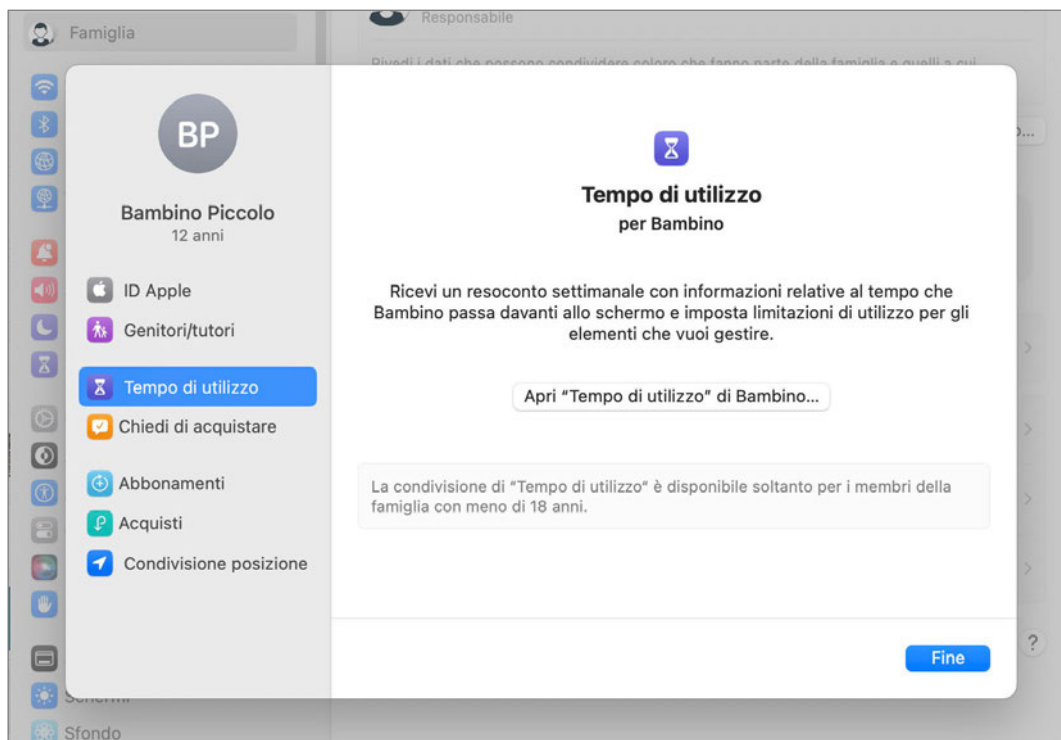 Famiglia
Responsabile
Rivedi i dati che possono condividere coloro che fanno parte della famiglia e quelli a cui
BP
Bambino Piccolo
12 anni
ID Apple
Genitori/tutori
Tempo di utilizzo
Chiedi di acquistare
Abbonamenti
Acquisti
Condivisione posizione
Tempo di utilizzo
per Bambino
Ricevi un resoconto settimanale con informazioni relative al tempo che
Bambino passa davanti allo schermo e imposta limitazioni di utilizzo per gli
elementi che vuoi gestire.
Apri “Tempo di utilizzo” di Bambino...
La condivisione di “Tempo di utilizzo” è disponibile soltanto per i membri della
famiglia con meno di 18 anni.
Fine
?
Schermi
Sfondo